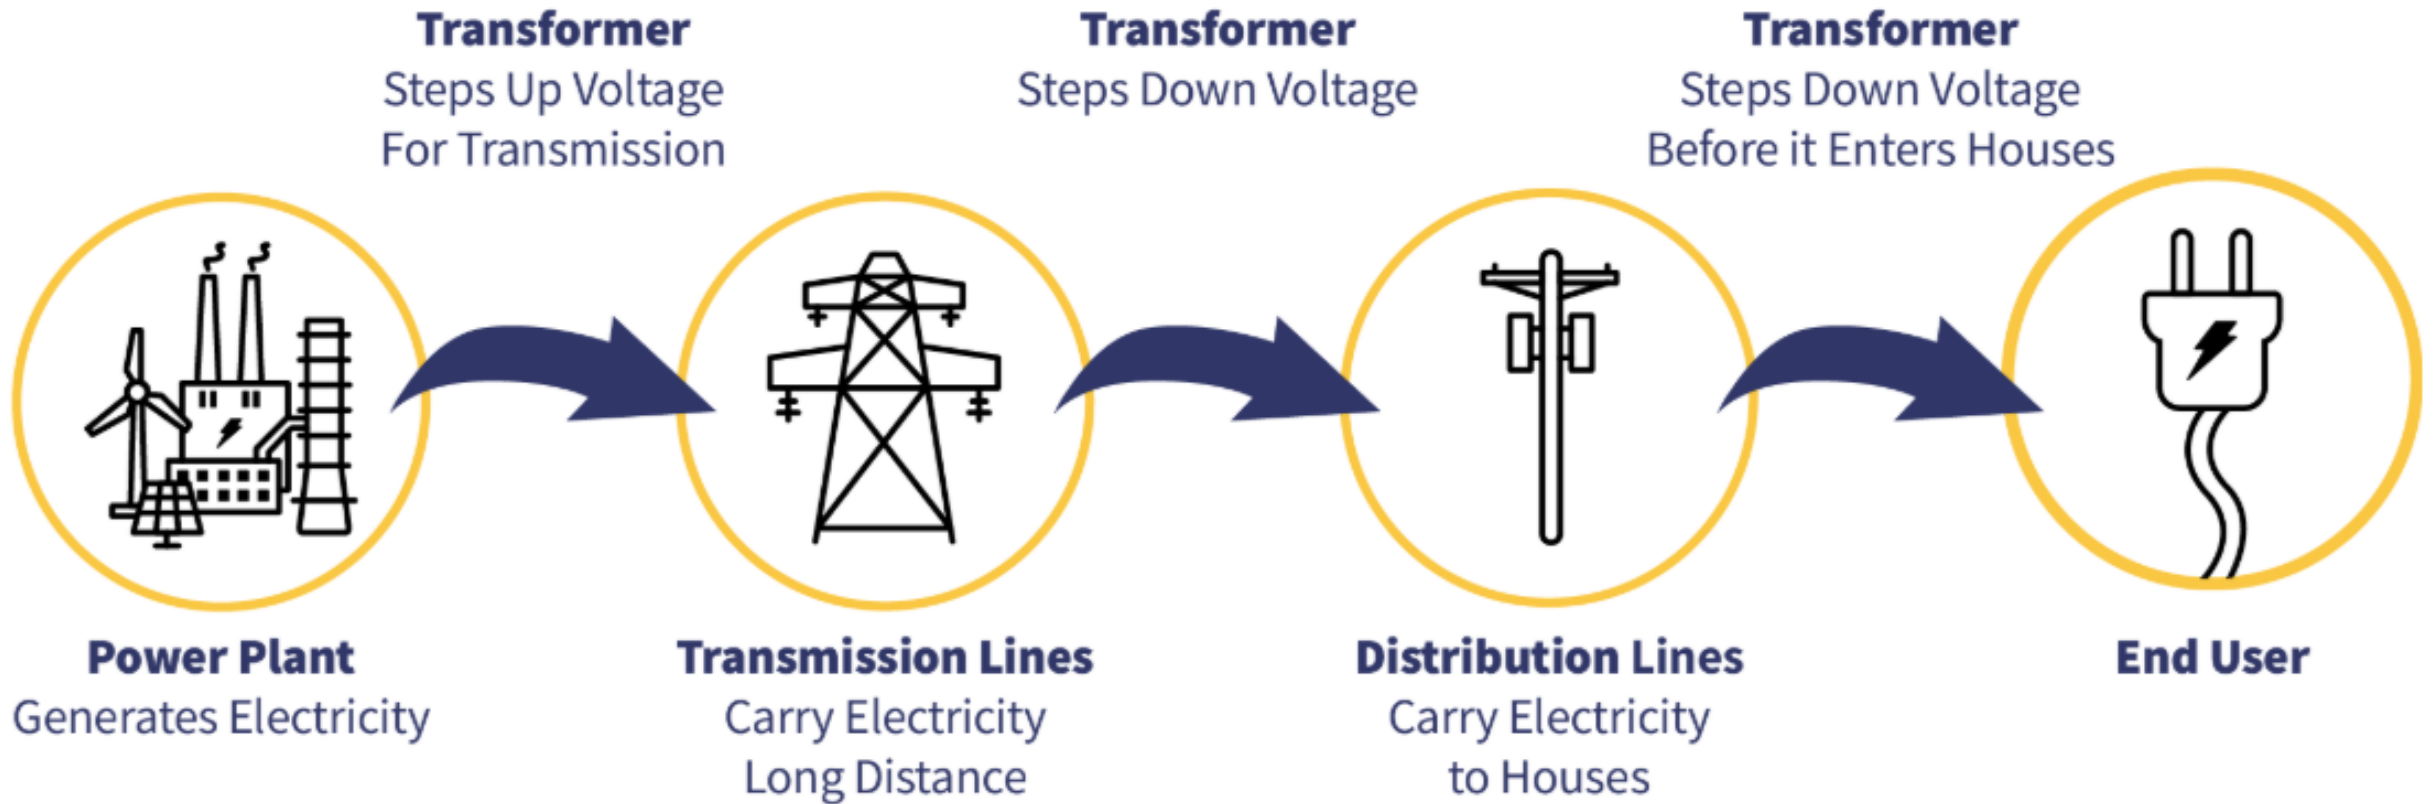 Transformer
Steps Up Voltage
For Transmission
Transformer
Steps Down Voltage
Transformer
Steps Down Voltage
Before it Enters Houses
Power Plant
Generates Electricity
Transmission Lines
Carry Electricity
Long Distance
Distribution Lines
Carry Electricity
to Houses
End User